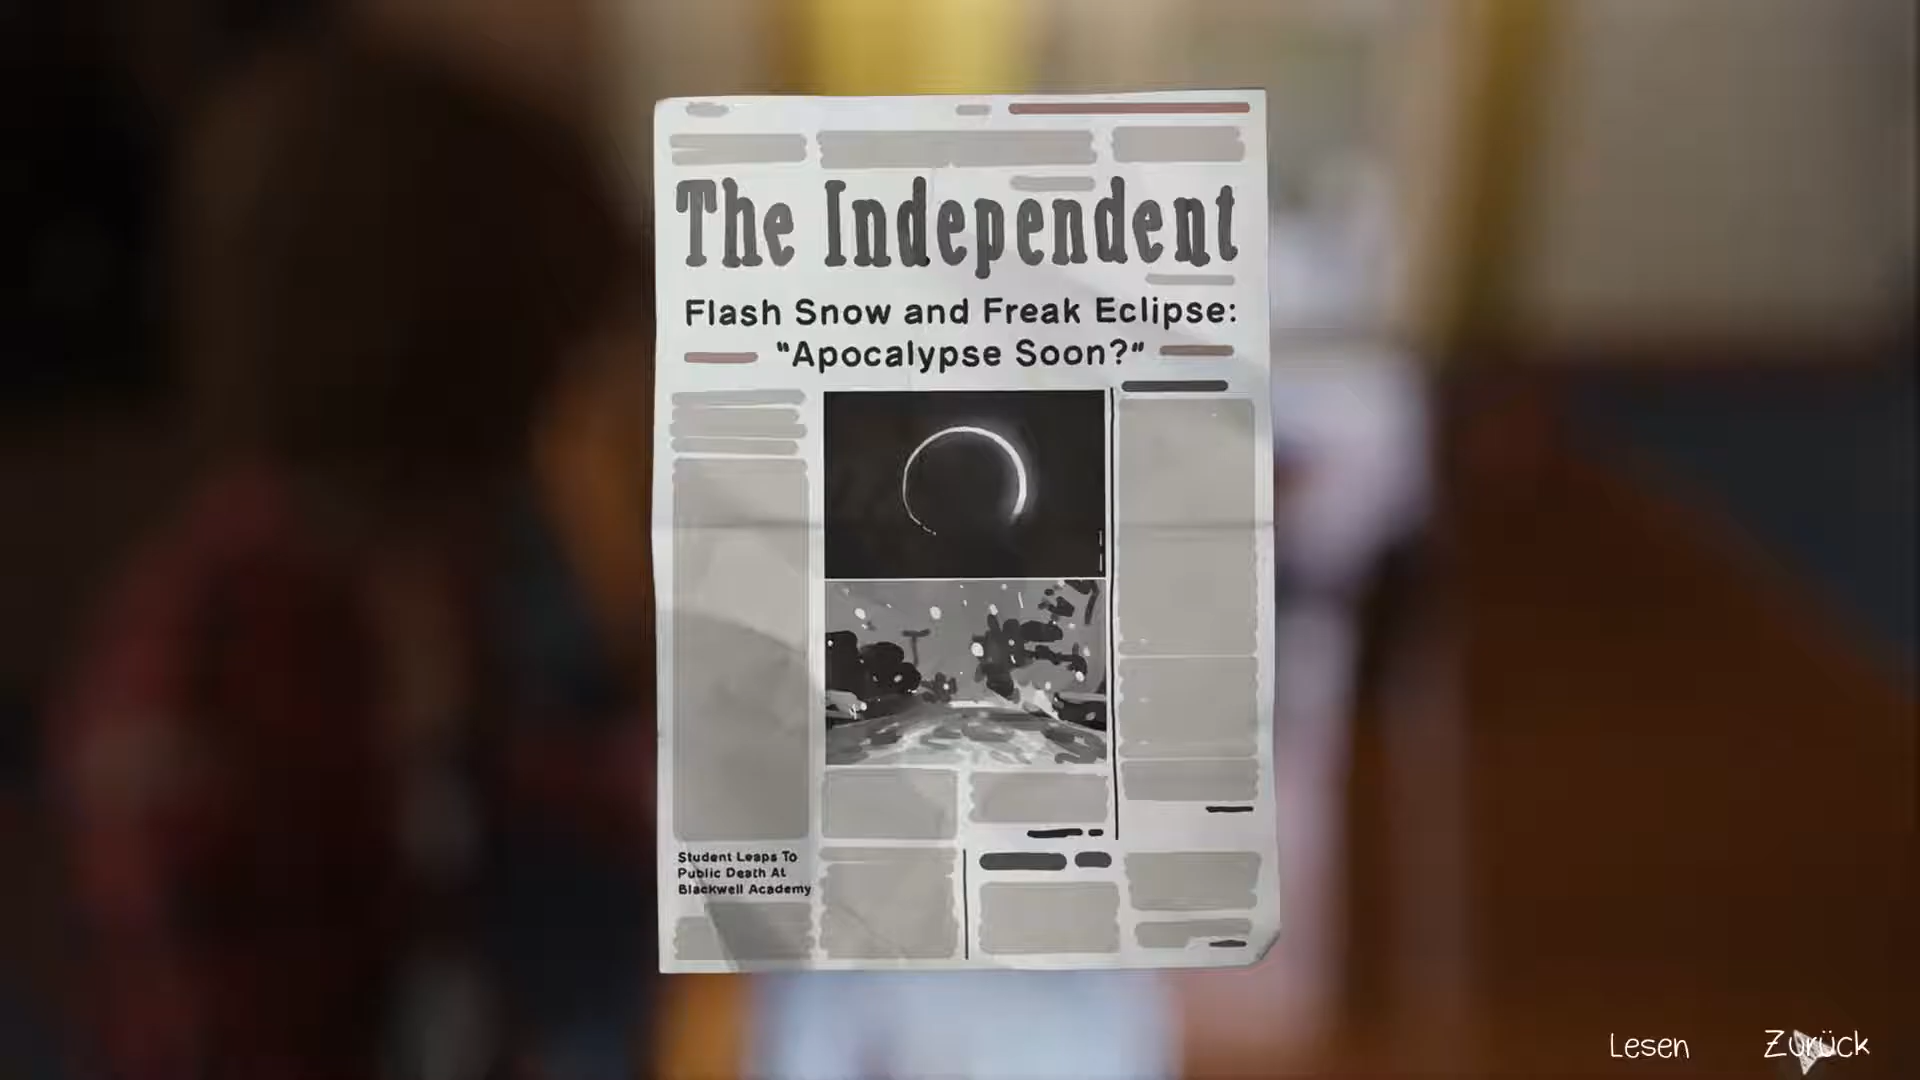 The Independent
Flash Snow and Freak Eclipse:
"Apocalypse Soon?"
Student Leaps To
Public Death At
Blackwell Academy
Lesen
Zurück